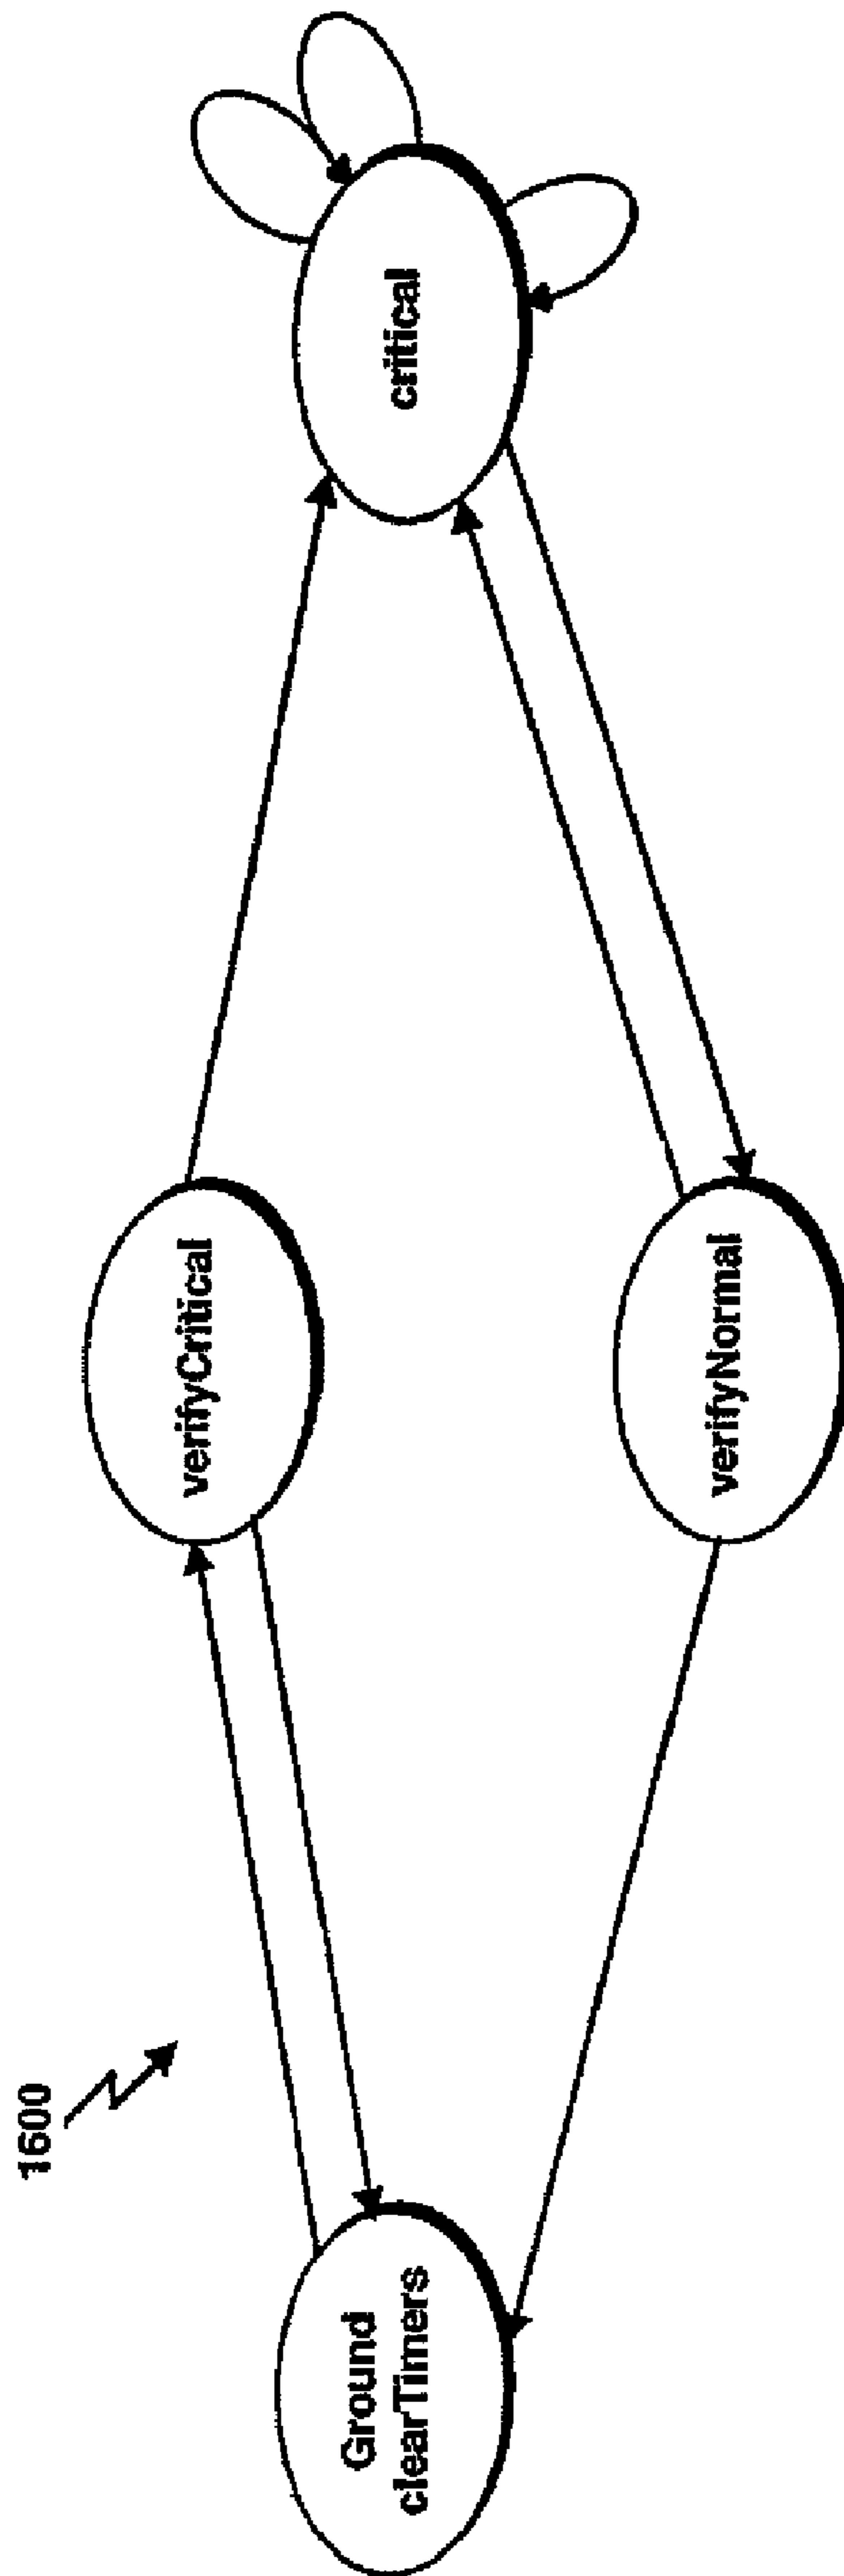 1600
Ground
clearTimers
verifyCritical
verifyNormal
critical